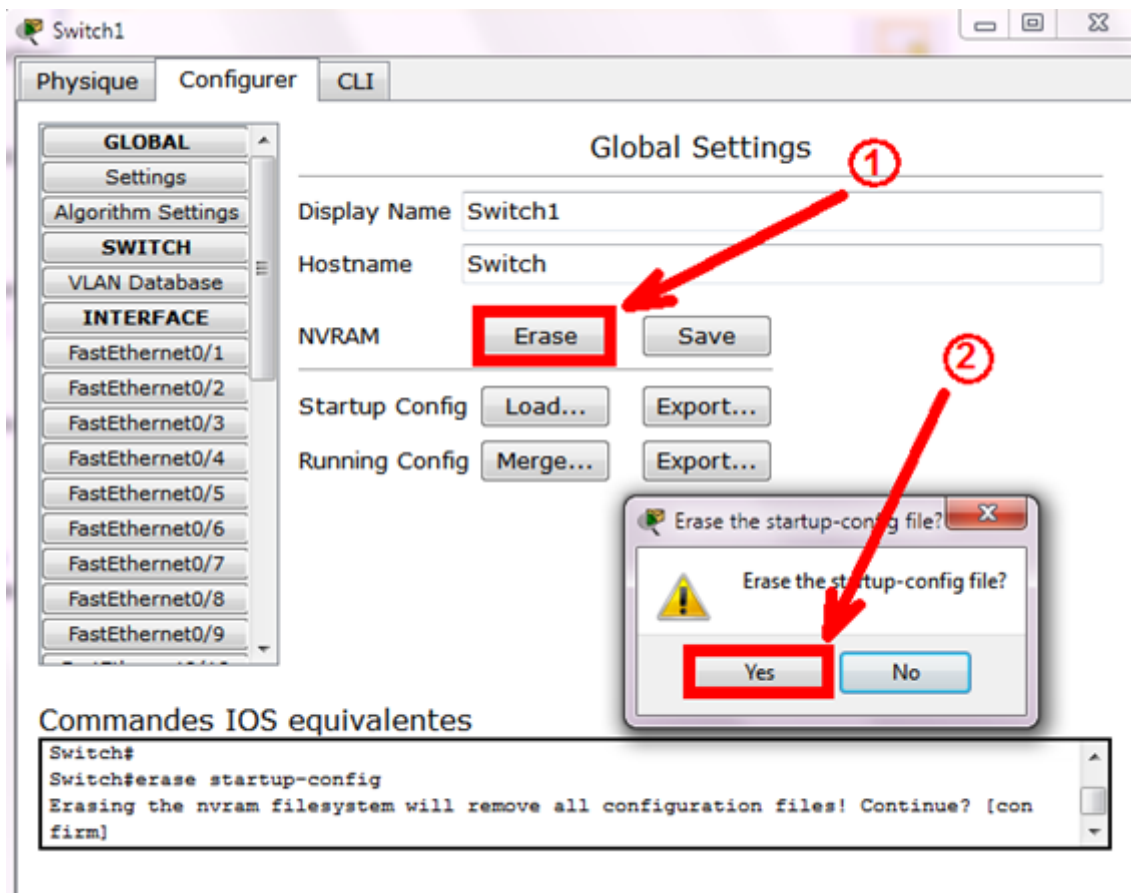 Switch1
Physique Configurer CLI
GLOBAL
Settings
Algorithm Settings
SWITCH
VLAN Database
INTERFACE
FastEthernet0/1
FastEthernet0/2
FastEthernet0/3
FastEthernet0/4
FastEthernet0/5
FastEthernet0/6
FastEthernet0/7
FastEthernet0/8
FastEthernet0/9
Global Settings
1
Display Name Switch1
Hostname Switch
NVRAM Erase Save
2
Startup Config Load... Export...
Running Config Merge... Export...
Erase the startup-config file?
Erase the startup-config file?
Yes No
Commandes IOS equivalentes
Switch#
Switch#erase startup-config
Erasing the nvram filesystem will remove all configuration files! Continue? [con
firm]